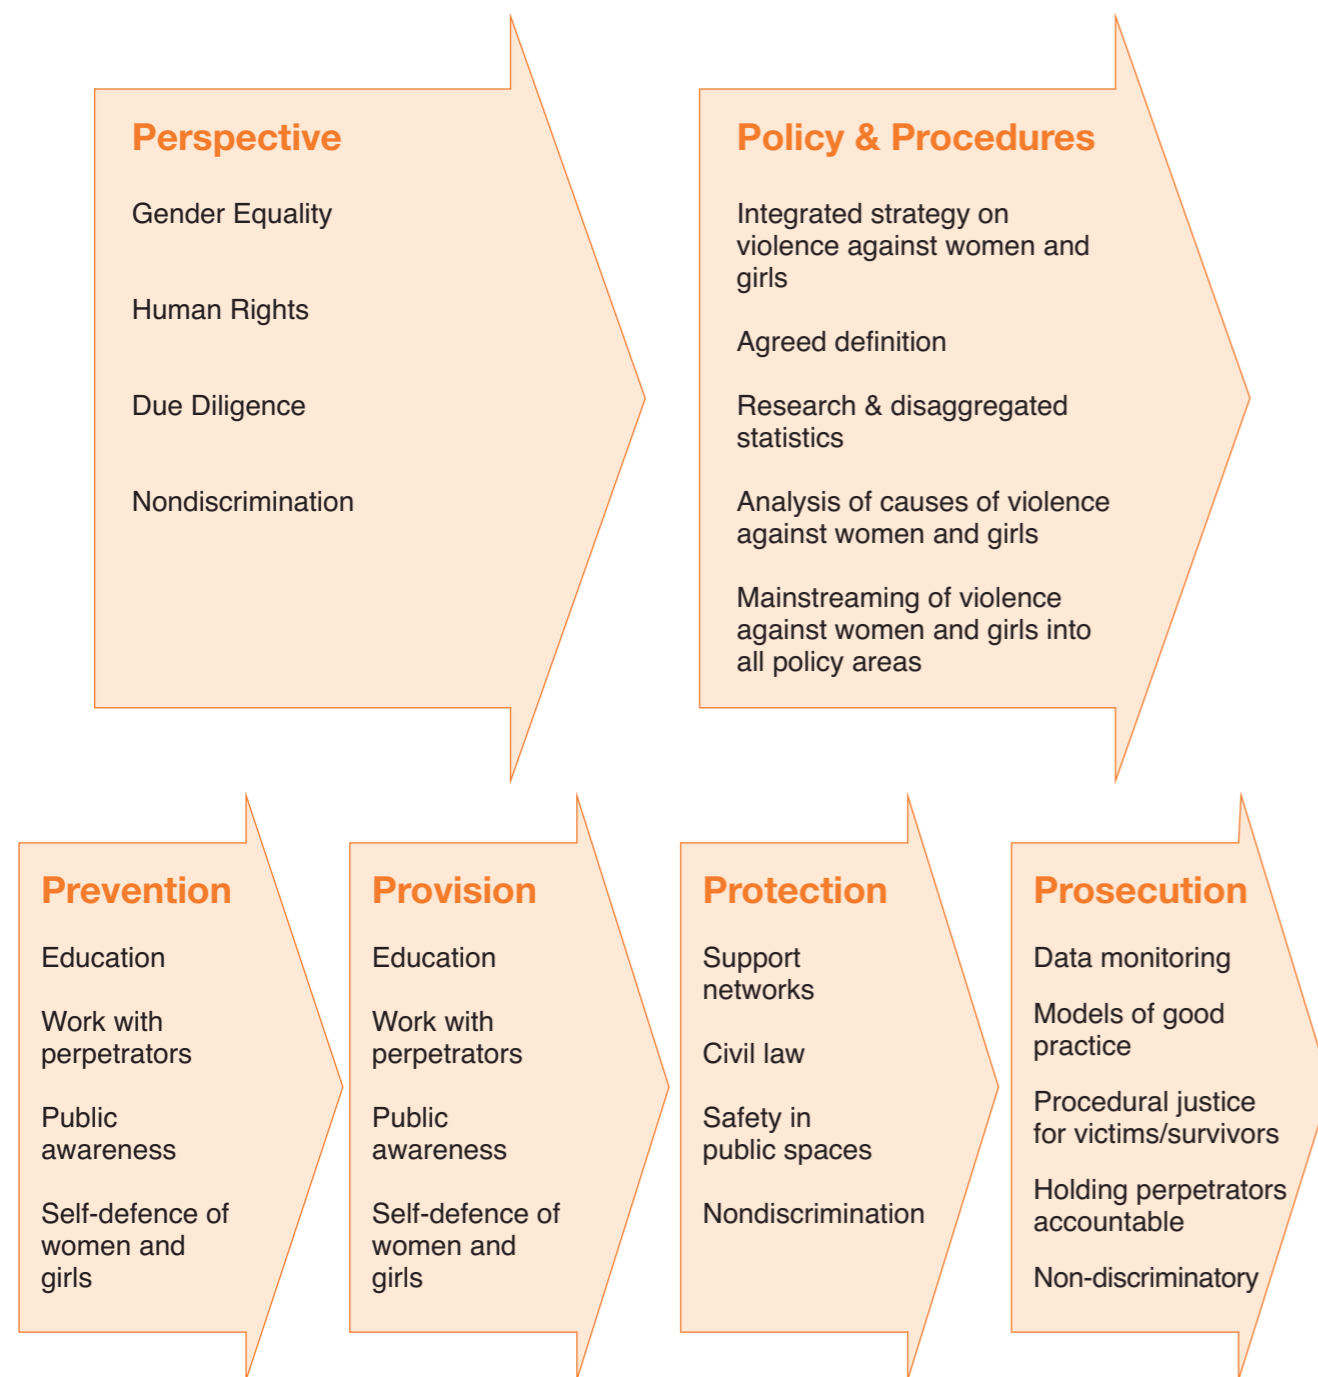 Perspective
Gender Equality
Human Rights
Due Diligence
Nondiscrimination
Policy & Procedures
Integrated strategy on
violence against women and
girls
Agreed definition
Research & disaggregated
statistics
Analysis of causes of violence
against women and girls
Mainstreaming of violence
against women and girls into
all policy areas
Prevention
Education
Work with
perpetrators
Public
awareness
Self-defence of
women and
girls
Provision
Education
Work with
perpetrators
Public
awareness
Self-defence of
women and
girls
Protection
Support
networks
Civil law
Safety in
public spaces
Nondiscrimination
Prosecution
Data monitoring
Models of good
practice
Procedural justice
for victims/survivors
Holding perpetrators
accountable
Non-discriminatory